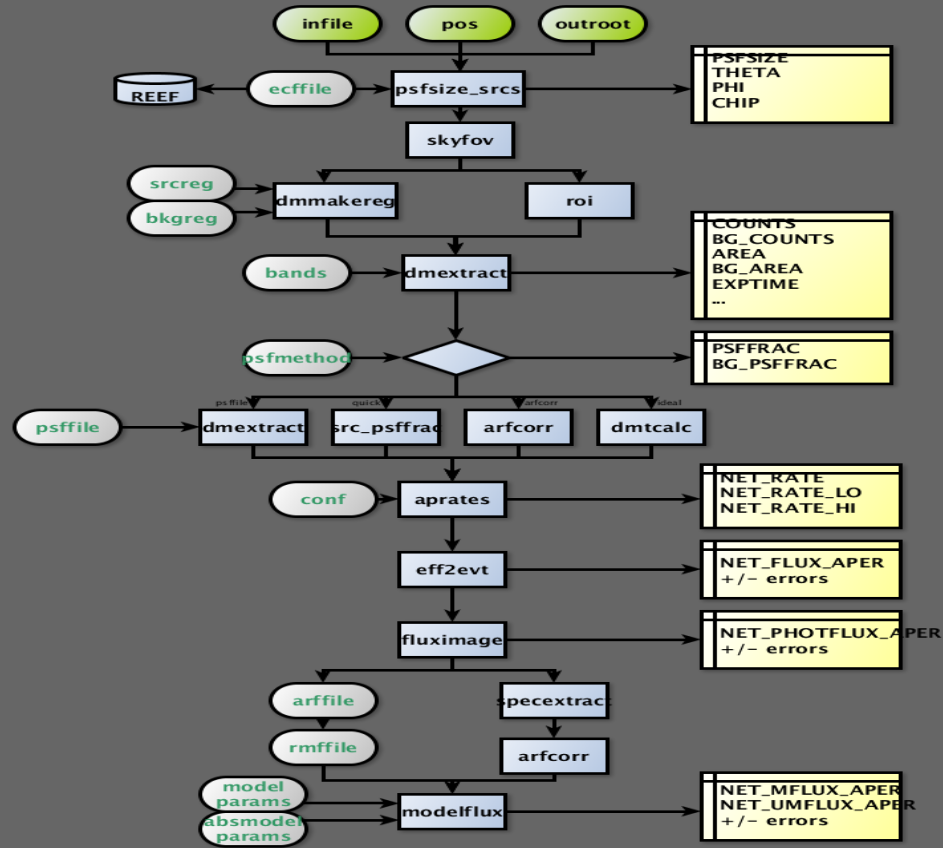 infile
pos
outroot
REEF
ecffile
psfsize_srcs
PSFSIZE
THETA
PHI
CHIP
skyfov
srcreg
bkgreg
dmmakereg
roi
bands
dmextract
COUNTS
BG_COUNTS
AREA
BG_AREA
EXPTIME
...
psfmethod
PSFFRAC
BG_PSFFRAC
psffile
quick
arfcorr
ideal
psffile
dmextract
src_psffrac
arfcorr
dmtcalc
conf
aprates
NET_RATE
NET_RATE_LO
NET_RATE_HI
eff2evt
NET_FLUX_APER
+/- errors
fluximage
NET_PHOTFLUX_APER
+/- errors
arffile
specextract
rmffile
arfcorr
model
params
absmodel
params
modelflux
NET_MFLUX_APER
NET_UMFLUX_APER
+/- errors